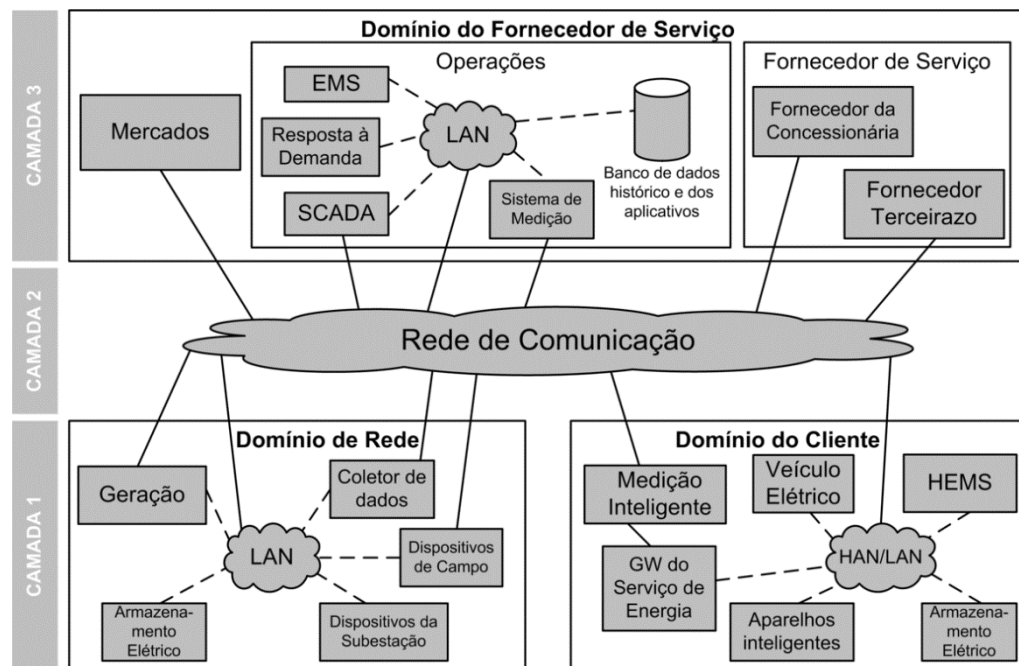 CAMADA 3
Domínio do Fornecedor de Serviço
Mercados
Operações
EMS
Resposta à
Demanda
SCADA
LAN
Sistema de
Medição
Banco de dados
histórico e dos
aplicativos
Fornecedor de Serviço
Fornecedor da
Concessionária
Fornecedor
Terceirazo
CAMADA 2
Rede de Comunicação
CAMADA 1
Domínio de Rede
Geração
Coletor de
dados
LAN
Dispositivos
de Campo
Armazena-
mento
Elétrico
Dispositivos da
Subestação
Domínio do Cliente
Medição
Inteligente
Veículo
Elétrico
HEMS
GW do
Serviço de
Energia
HAN/LAN
Aparelhos
inteligentes
Armazena-
mento
Elétrico